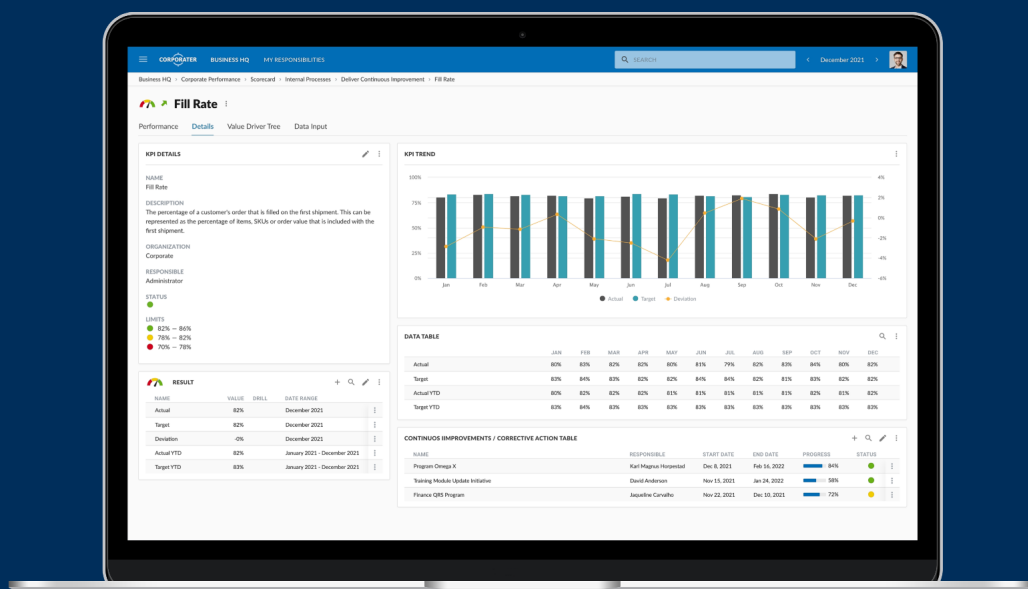 CORPORATER BUSINESS HQ MY RESPONSIBILITIES SEARCH < December 2021 >
Business HQ > Corporate Performance > Scorecard > Internal Processes > Deliver Continuous Improvement > Fill Rate
Fill Rate
Performance Details Value Driver Tree Data Input
KPI DETAILS
NAME
Fill Rate
DESCRIPTION
The percentage of a customer's order that is filled on the first shipment. This can be
represented as the percentage of items, SKUs or order value that is included with the
first shipment.
ORGANIZATION
Corporate
RESPONSIBLE
Administrator
STATUS
LIMITS
82% — 86%
78% — 82%
70% — 78%
RESULT
NAME VALUE DRILL DATE RANGE
Actual 82% December 2021
Target 82% December 2021
Deviation -0% December 2021
Actual YTD 82% January 2021 - December 2021
Target YTD 83% January 2021 - December 2021
KPI TREND
100% 4%
75% 2%
0%
50%
-2%
25%
-4%
0% -6%
Jan Feb Mar Apr May Jun Jul Aug Sep Oct Nov Dec
Actual Target Deviation
DATA TABLE
JAN FEB MAR APR MAY JUN JUL AUG SEP OCT NOV DEC
Actual 80% 83% 82% 82% 80% 81% 79% 82% 83% 84% 80% 82%
Target 83% 84% 83% 82% 82% 84% 84% 82% 81% 83% 82% 82%
Actual YTD 80% 82% 82% 82% 81% 81% 81% 81% 81% 82% 81% 82%
Target YTD 83% 84% 83% 83% 83% 83% 83% 83% 83% 83% 83% 83%
CONTINUOS IIMPROVEMENTS / CORRECTIVE ACTION TABLE
NAME RESPONSIBLE START DATE END DATE PROGRESS STATUS
Program Omega X Karl Magnus Horpestad Dec 8, 2021 Feb 16, 2022 84%
Training Module Update Initiative David Anderson Nov 15, 2021 Jan 24, 2022 58%
Finance QRS Program Jaqueline Carvalho Nov 22, 2021 Dec 10, 2021 72%